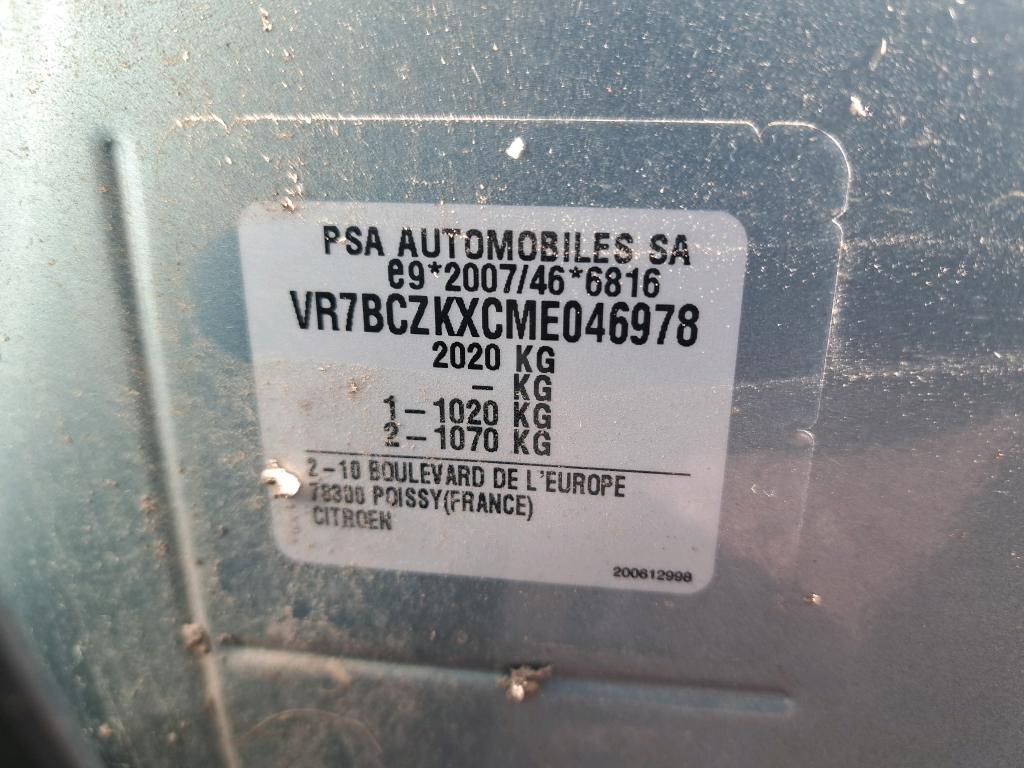 PSA AUTOMOBILES SA
e9*2007/46*6816
VR7BCZKXCME046978
2020 KG
– KG
1–1020 KG
2–1070 KG
2–10 BOULEVARD DE L'EUROPE
78300 POISSY(FRANCE)
CITROEN
200612998